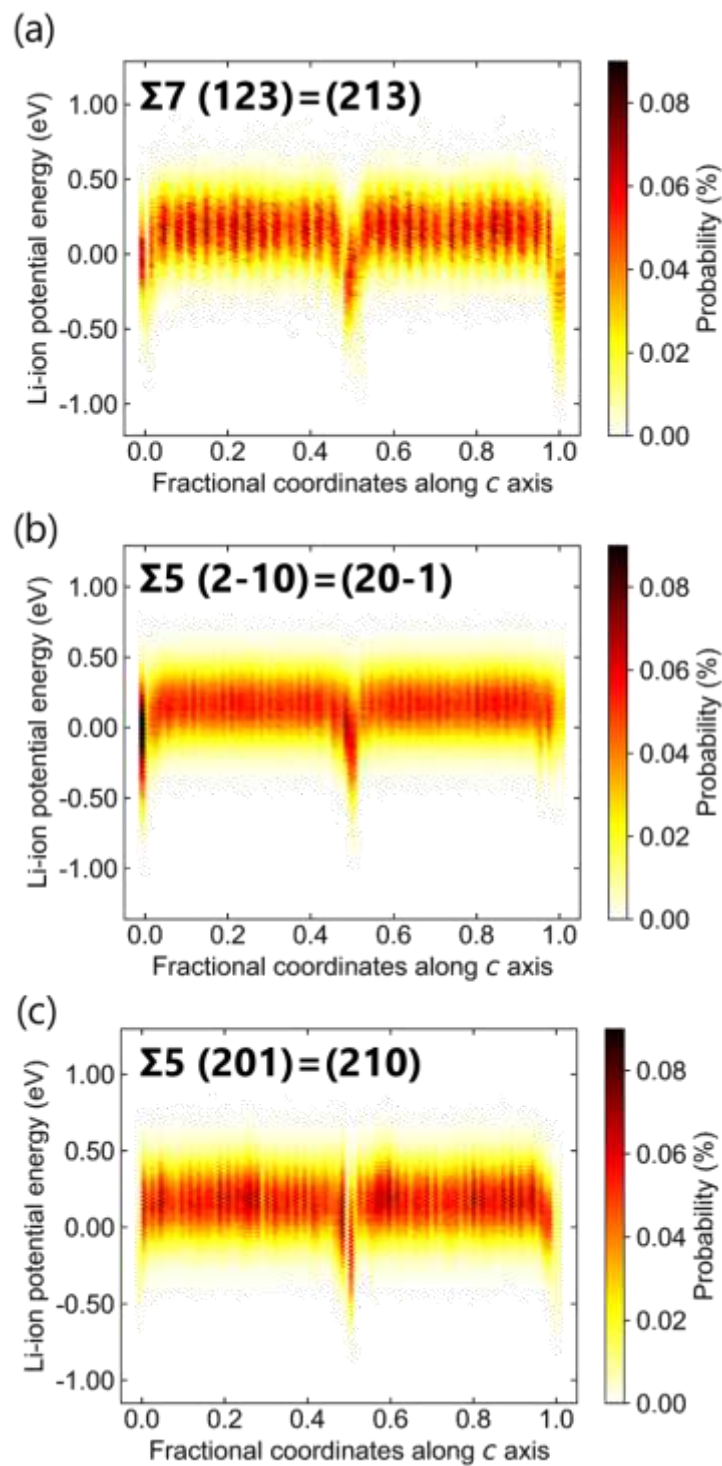 (a)
Σ7 (123)=(213)
Li-ion potential energy (eV)
1.00
0.50
0.00
-0.50
-1.00
0.0 0.2 0.4 0.6 0.8 1.0
Fractional coordinates along c axis
0.08
0.06
0.04
0.02
0.00
Probability (%)
(b)
Σ5 (2-10)=(20-1)
Li-ion potential energy (eV)
1.00
0.50
0.00
-0.50
-1.00
0.0 0.2 0.4 0.6 0.8 1.0
Fractional coordinates along c axis
0.08
0.06
0.04
0.02
0.00
Probability (%)
(c)
Σ5 (201)=(210)
Li-ion potential energy (eV)
1.00
0.50
0.00
-0.50
-1.00
0.0 0.2 0.4 0.6 0.8 1.0
Fractional coordinates along c axis
0.08
0.06
0.04
0.02
0.00
Probability (%)